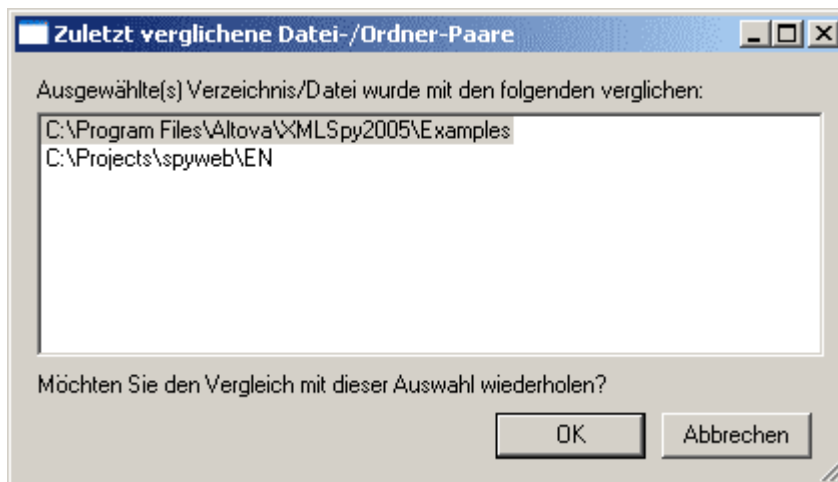 Zuletzt verglichene Datei-/Ordner-Paare
Ausgewählte(s) Verzeichnis/Datei wurde mit den folgenden verglichen:
C:\Program Files\Altova\XMLSpy2005\Examples
C:\Projects\spyweb\EN
Möchten Sie den Vergleich mit dieser Auswahl wiederholen?
OK Abbrechen